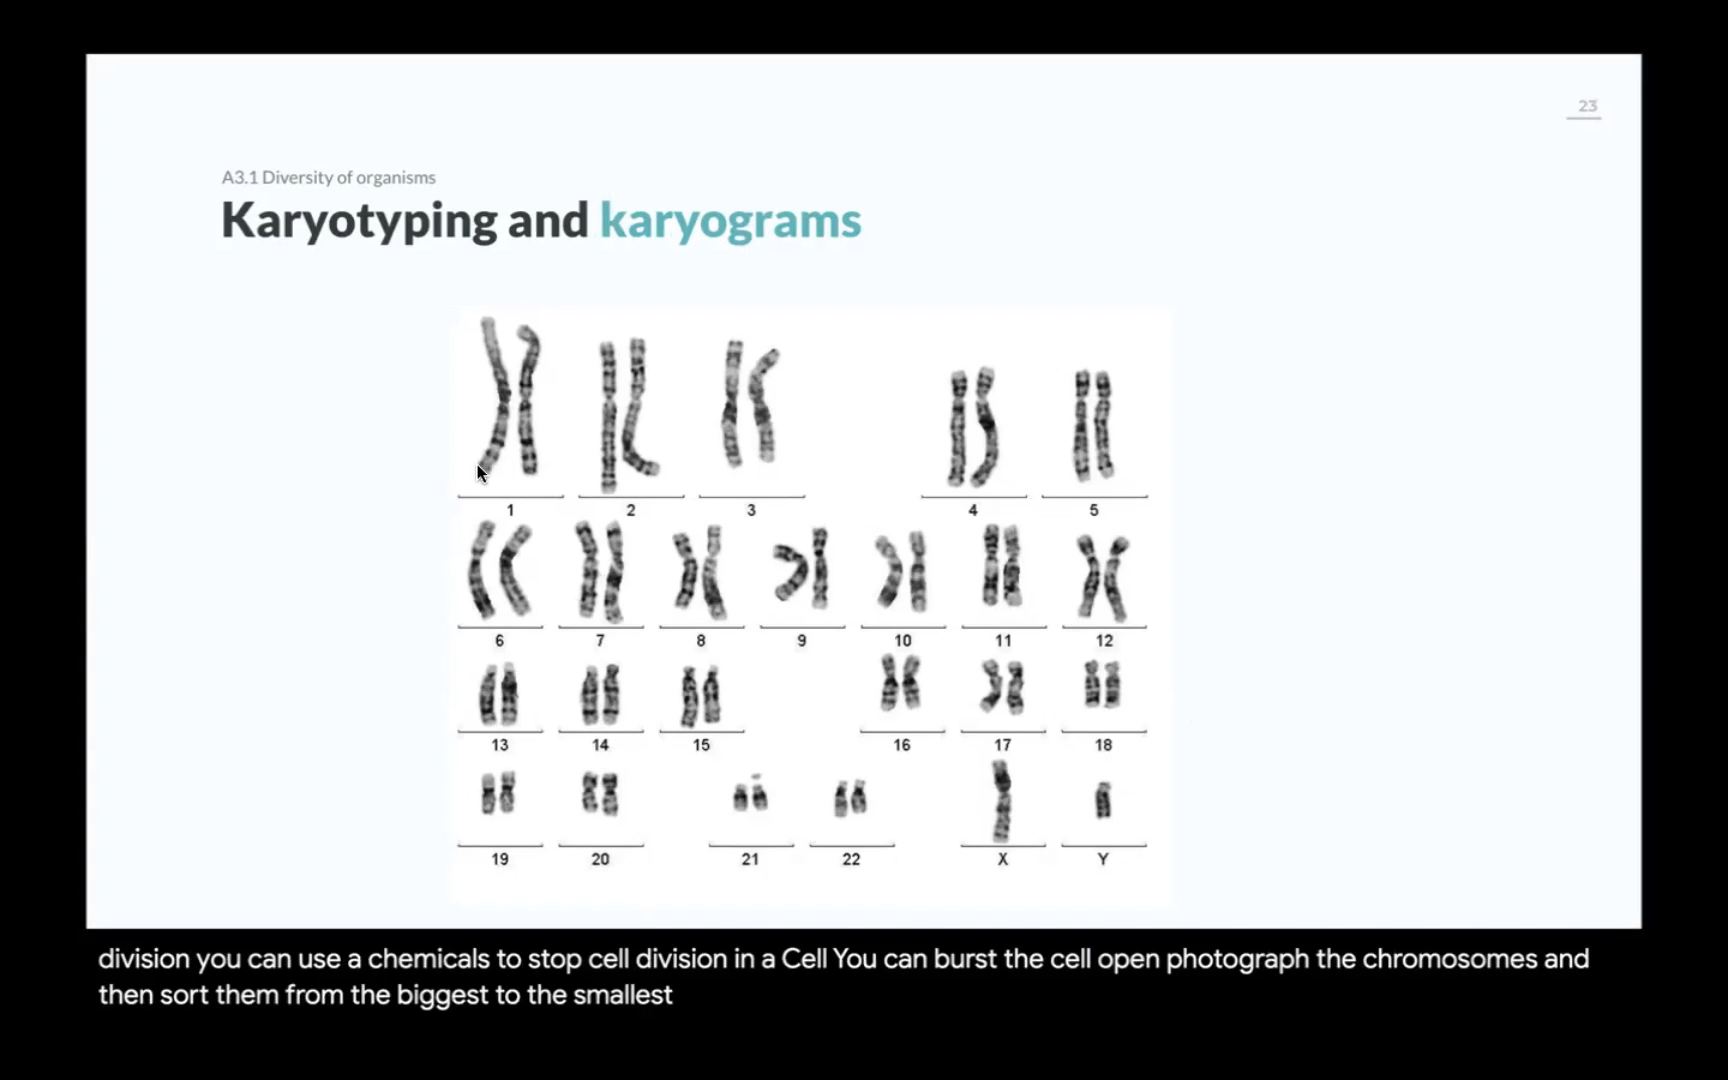 23
A3.1 Diversity of organisms
Karyotyping and karyograms
1 2 3 4 5
6 7 8 9 10 11 12
13 14 15 16 17 18
19 20 21 22 X Y
division you can use a chemicals to stop cell division in a Cell You can burst the cell open photograph the chromosomes and
then sort them from the biggest to the smallest